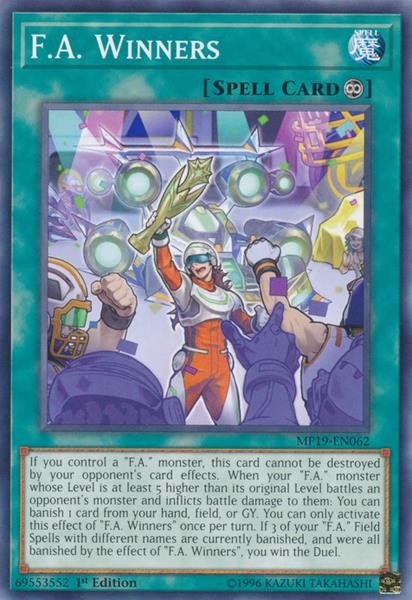 F.A. Winners
SPELL
魔
[Spell Card]
MP19-EN062
If you control a "F.A." monster, this card cannot be destroyed
by your opponent's card effects. When your "F.A." monster
whose Level is at least 5 higher than its original Level battles an
opponent's monster and inflicts battle damage to them: You can
banish 1 card from your hand, field, or GY. You can only activate
this effect of "F.A. Winners" once per turn. If 3 of your "F.A." Field
Spells with different names are currently banished, and were all
banished by the effect of "F.A. Winners", you win the Duel.
69553552 1st Edition ©1996 KAZUKI TAKAHASHI